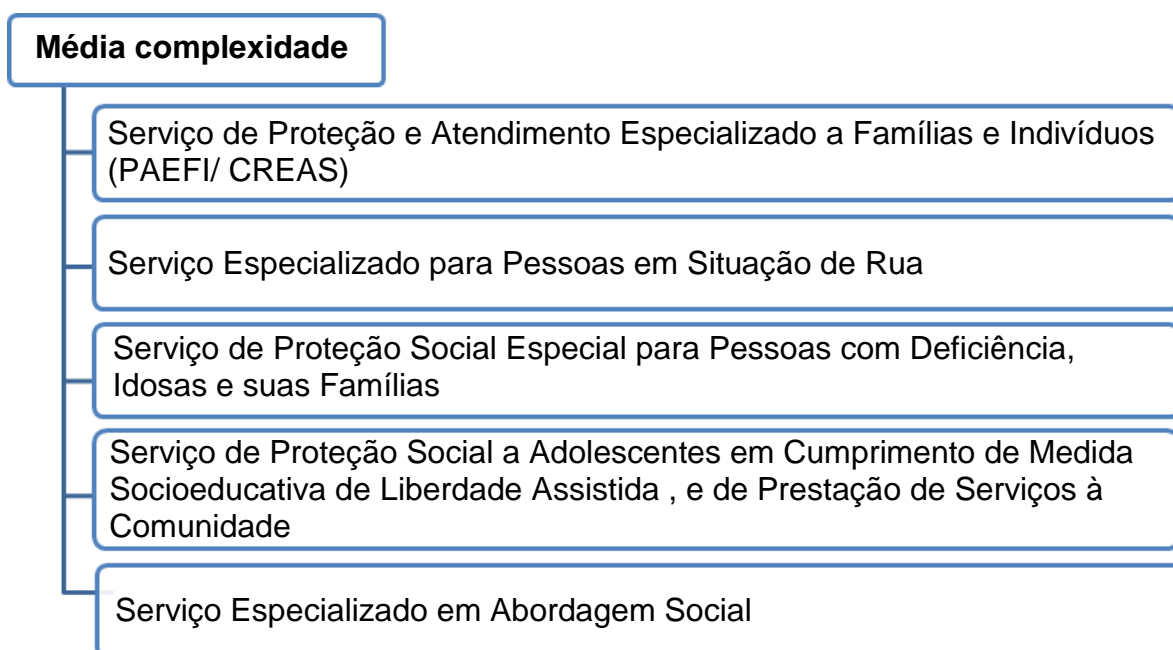 Média complexidade
Serviço de Proteção e Atendimento Especializado a Famílias e Indivíduos
(PAEFI/ CREAS)
Serviço Especializado para Pessoas em Situação de Rua
Serviço de Proteção Social Especial para Pessoas com Deficiência,
Idosas e suas Famílias
Serviço de Proteção Social a Adolescentes em Cumprimento de Medida
Socioeducativa de Liberdade Assistida , e de Prestação de Serviços à
Comunidade
Serviço Especializado em Abordagem Social